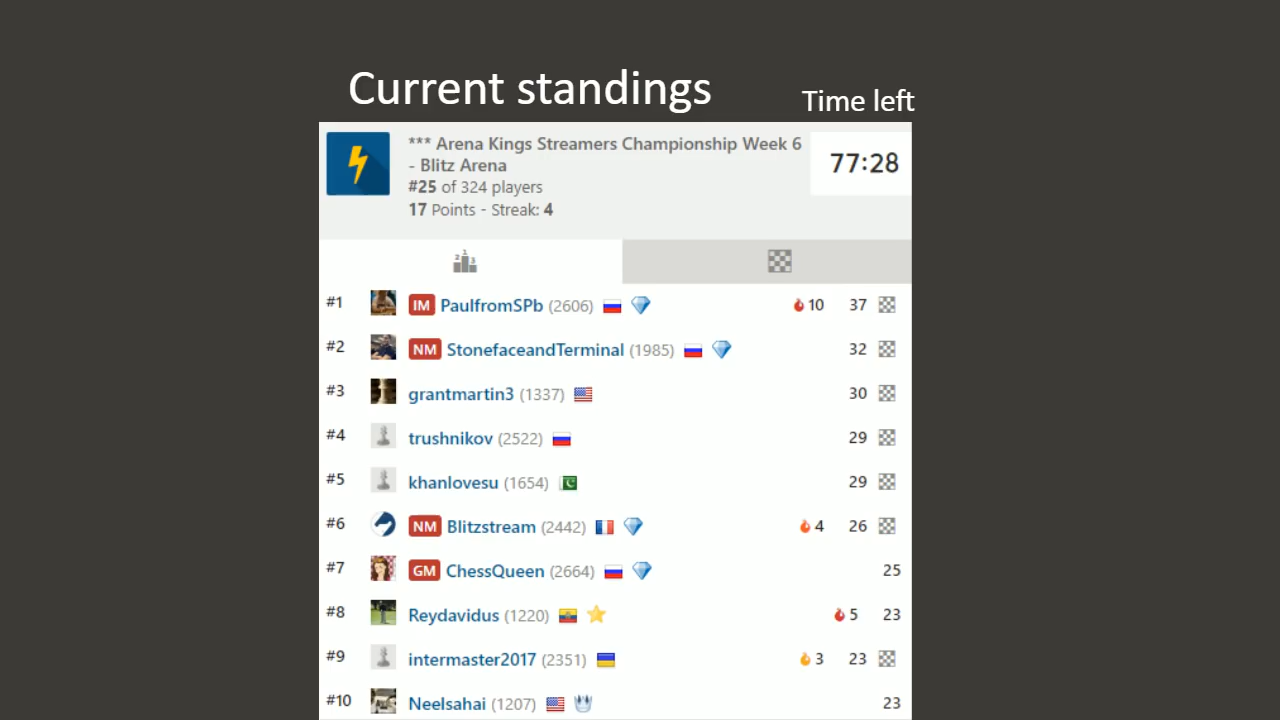 Current standings
Time left
*** Arena Kings Streamers Championship Week 6
- Blitz Arena
77:28
#25 of 324 players
17 Points - Streak: 4
#1 IM PaulfromSPb (2606) 10 37
#2 NM StonefaceandTerminal (1985) 32
#3 grantmartin3 (1337) 30
#4 trushnikov (2522) 29
#5 khanlovesu (1654) 29
#6 NM Blitzstream (2442) 4 26
#7 GM ChessQueen (2664) 25
#8 Reydavidus (1220) 5 23
#9 intermaster2017 (2351) 3 23
#10 Neelsahai (1207) 23